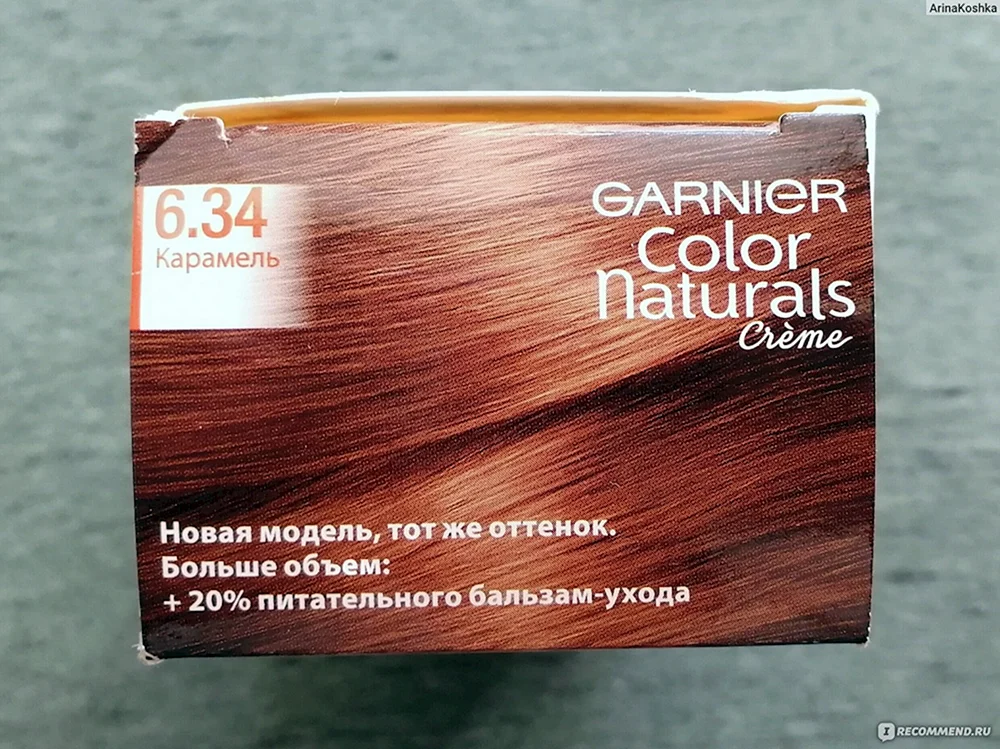 ArinaKoshka
6.34
Карамель
GARNIER
Color
Naturals
Crème
Новая модель, тот же оттенок.
Больше объем:
+ 20% питательного бальзам-ухода
RECOMMEND.RU